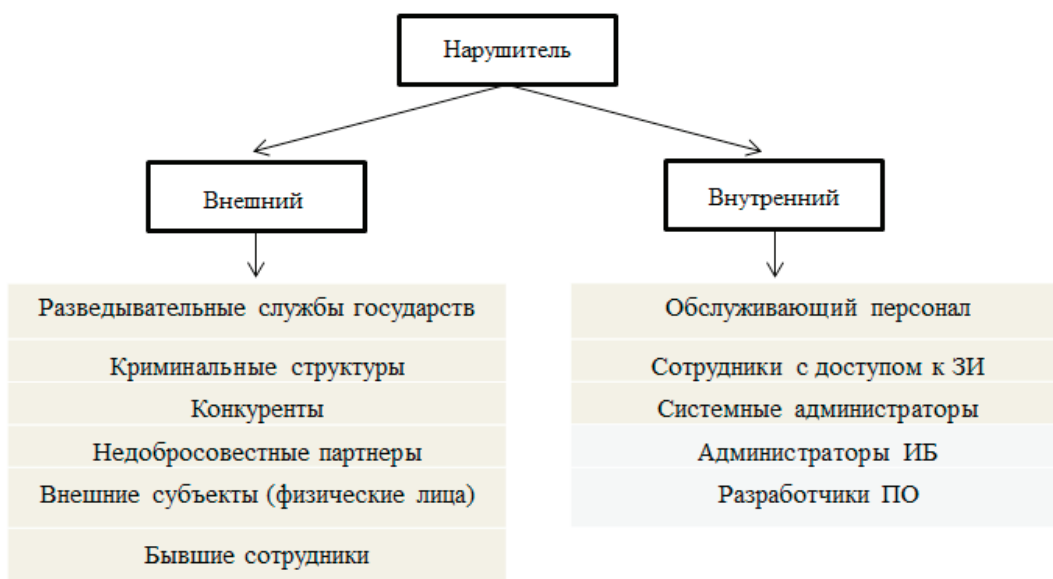 Нарушитель
Внешний
Внутренний
Разведывательные службы государств
Криминальные структуры
Конкуренты
Недобросовестные партнеры
Внешние субъекты (физические лица)
Бывшие сотрудники
Обслуживающий персонал
Сотрудники с доступом к ЗИ
Системные администраторы
Администраторы ИБ
Разработчики ПО